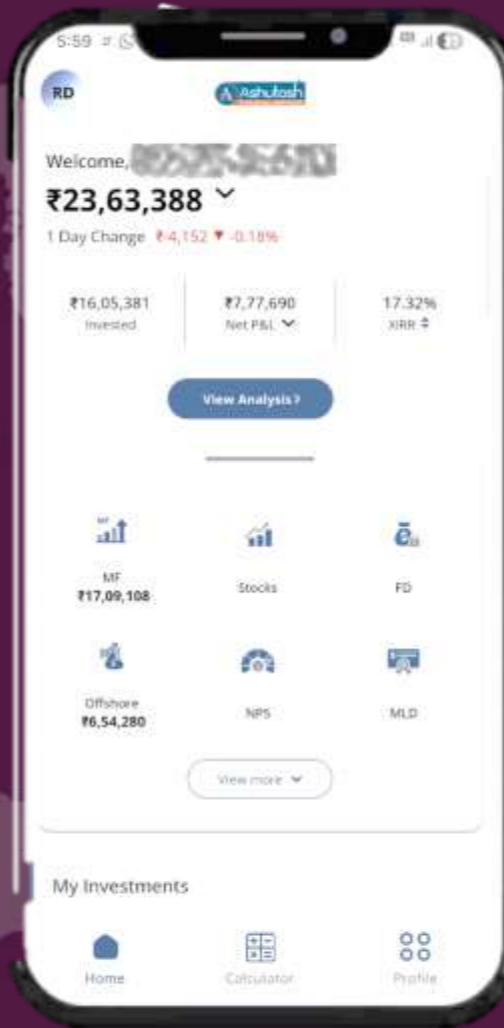 5:59
RD
Ashutosh
Welcome,
₹23,63,388
1 Day Change ₹-4,152 ▼ -0.18%
₹16,05,381 ₹7,77,690 17.32%
Invested Net P&L XIRR
View Analysis >
MF Stocks FD
₹17,09,108
Offshore NPS MLD
₹6,54,280
View more
My Investments
Home Calculator Profile